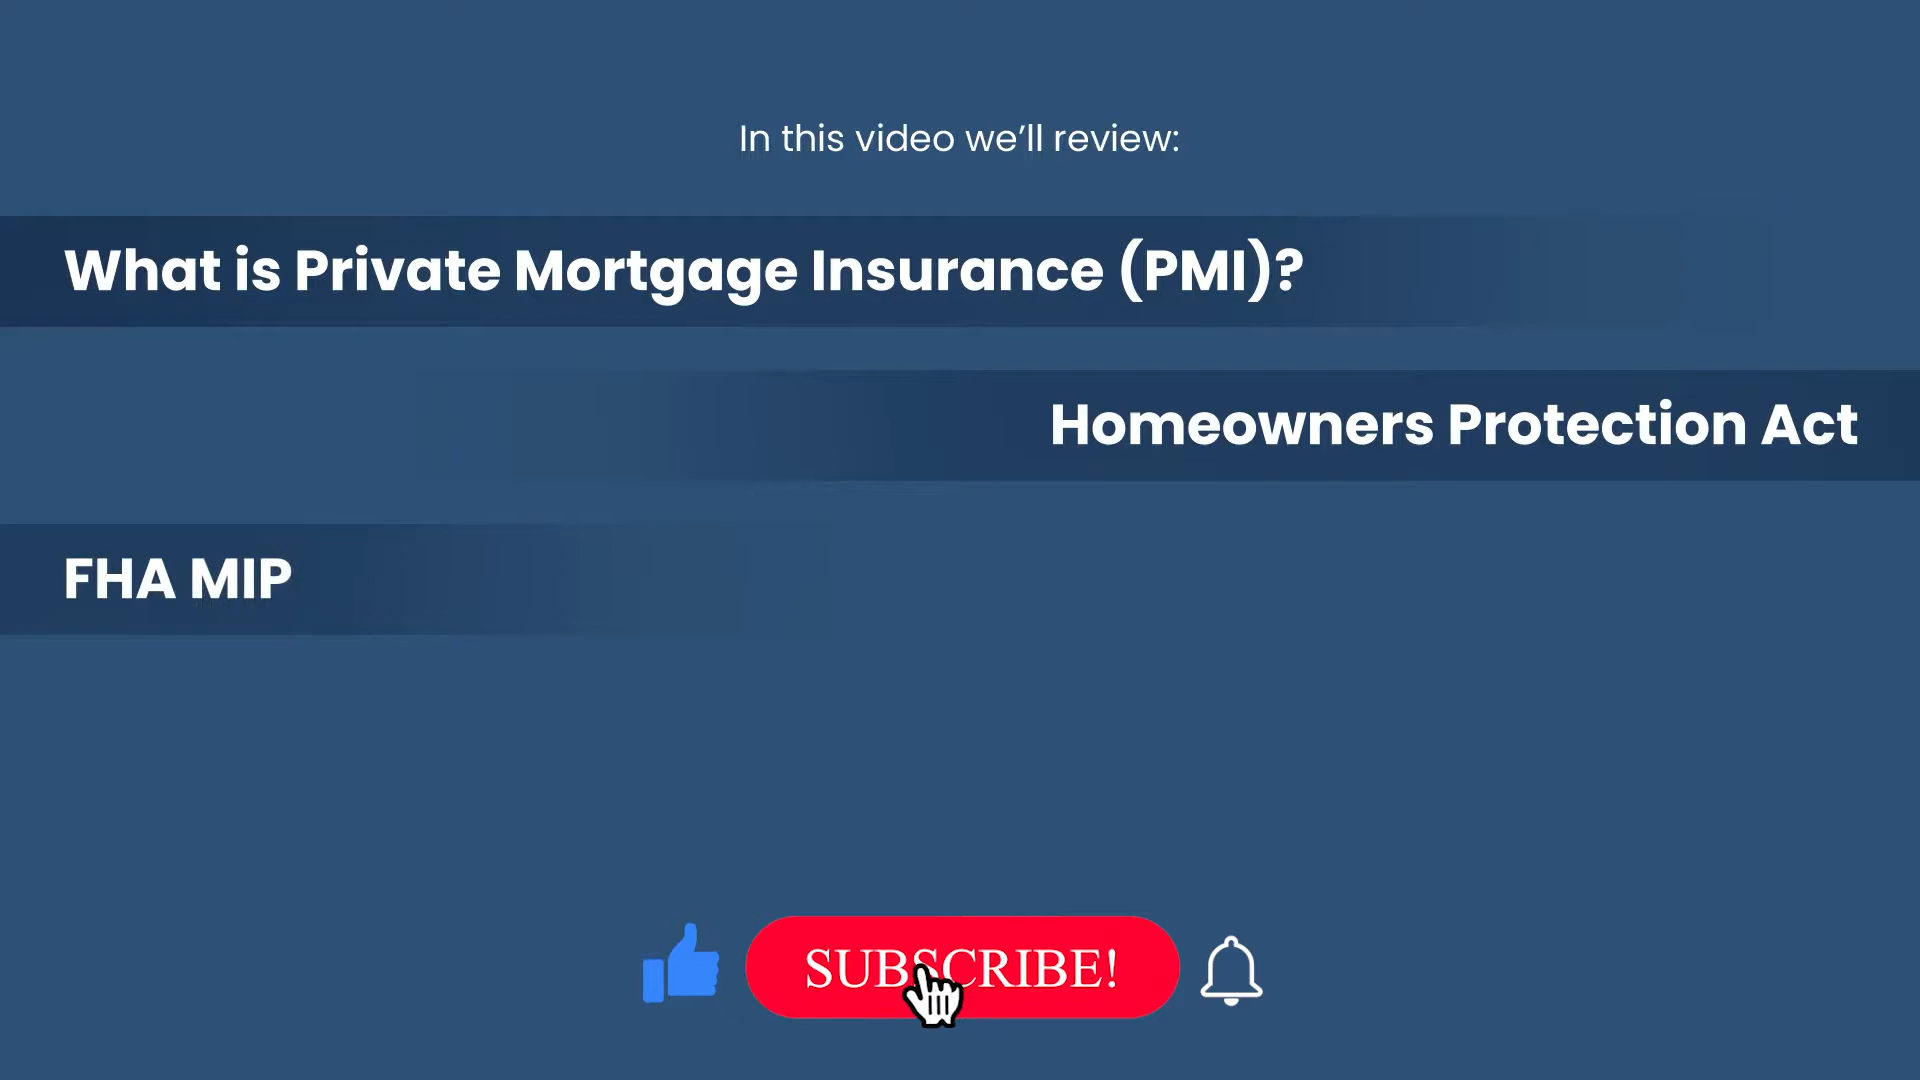 In this video we’ll review:
What is Private Mortgage Insurance (PMI)?
Homeowners Protection Act
FHA MIP
SUBSCRIBE!